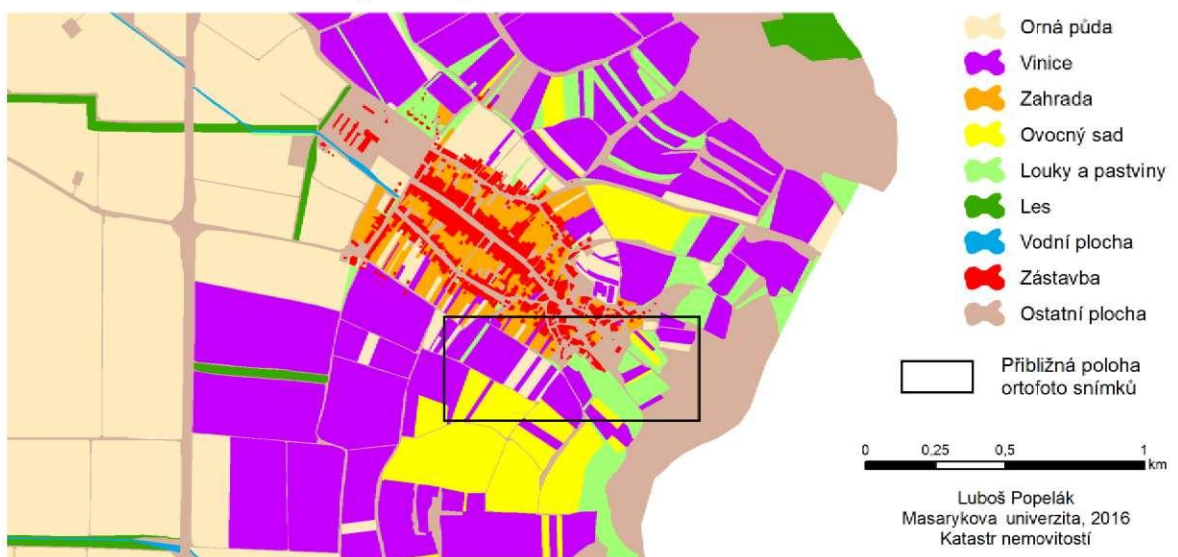 Orná půda
Vinice
Zahrada
Ovocný sad
Louky a pastviny
Les
Vodní plocha
Zástavba
Ostatní plocha
Přibližná poloha
ortofoto snímků
0 0,25 0,5 1
km
Luboš Popelák
Masarykova univerzita, 2016
Katastr nemovitostí